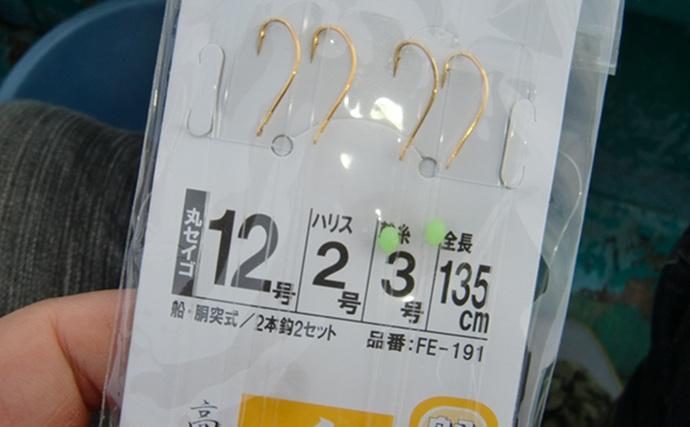 丸セイゴ 12号 ハリス 2号 糸 3号 全長 135cm
船・胴突式/2本鈎2セット 品番:FE-191
高